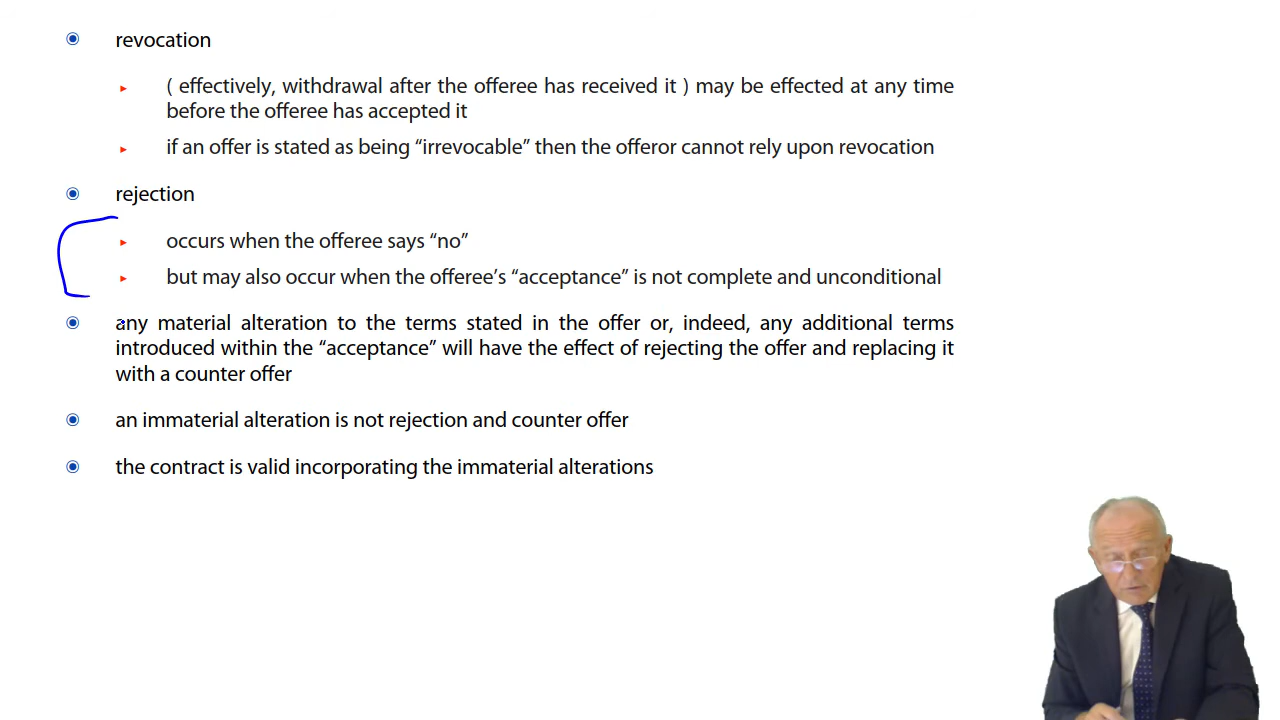 revocation
( effectively, withdrawal after the offeree has received it ) may be effected at any time
before the offeree has accepted it
if an offer is stated as being “irrevocable” then the offeror cannot rely upon revocation
rejection
occurs when the offeree says “no”
but may also occur when the offeree’s “acceptance” is not complete and unconditional
any material alteration to the terms stated in the offer or, indeed, any additional terms
introduced within the “acceptance” will have the effect of rejecting the offer and replacing it
with a counter offer
an immaterial alteration is not rejection and counter offer
the contract is valid incorporating the immaterial alterations